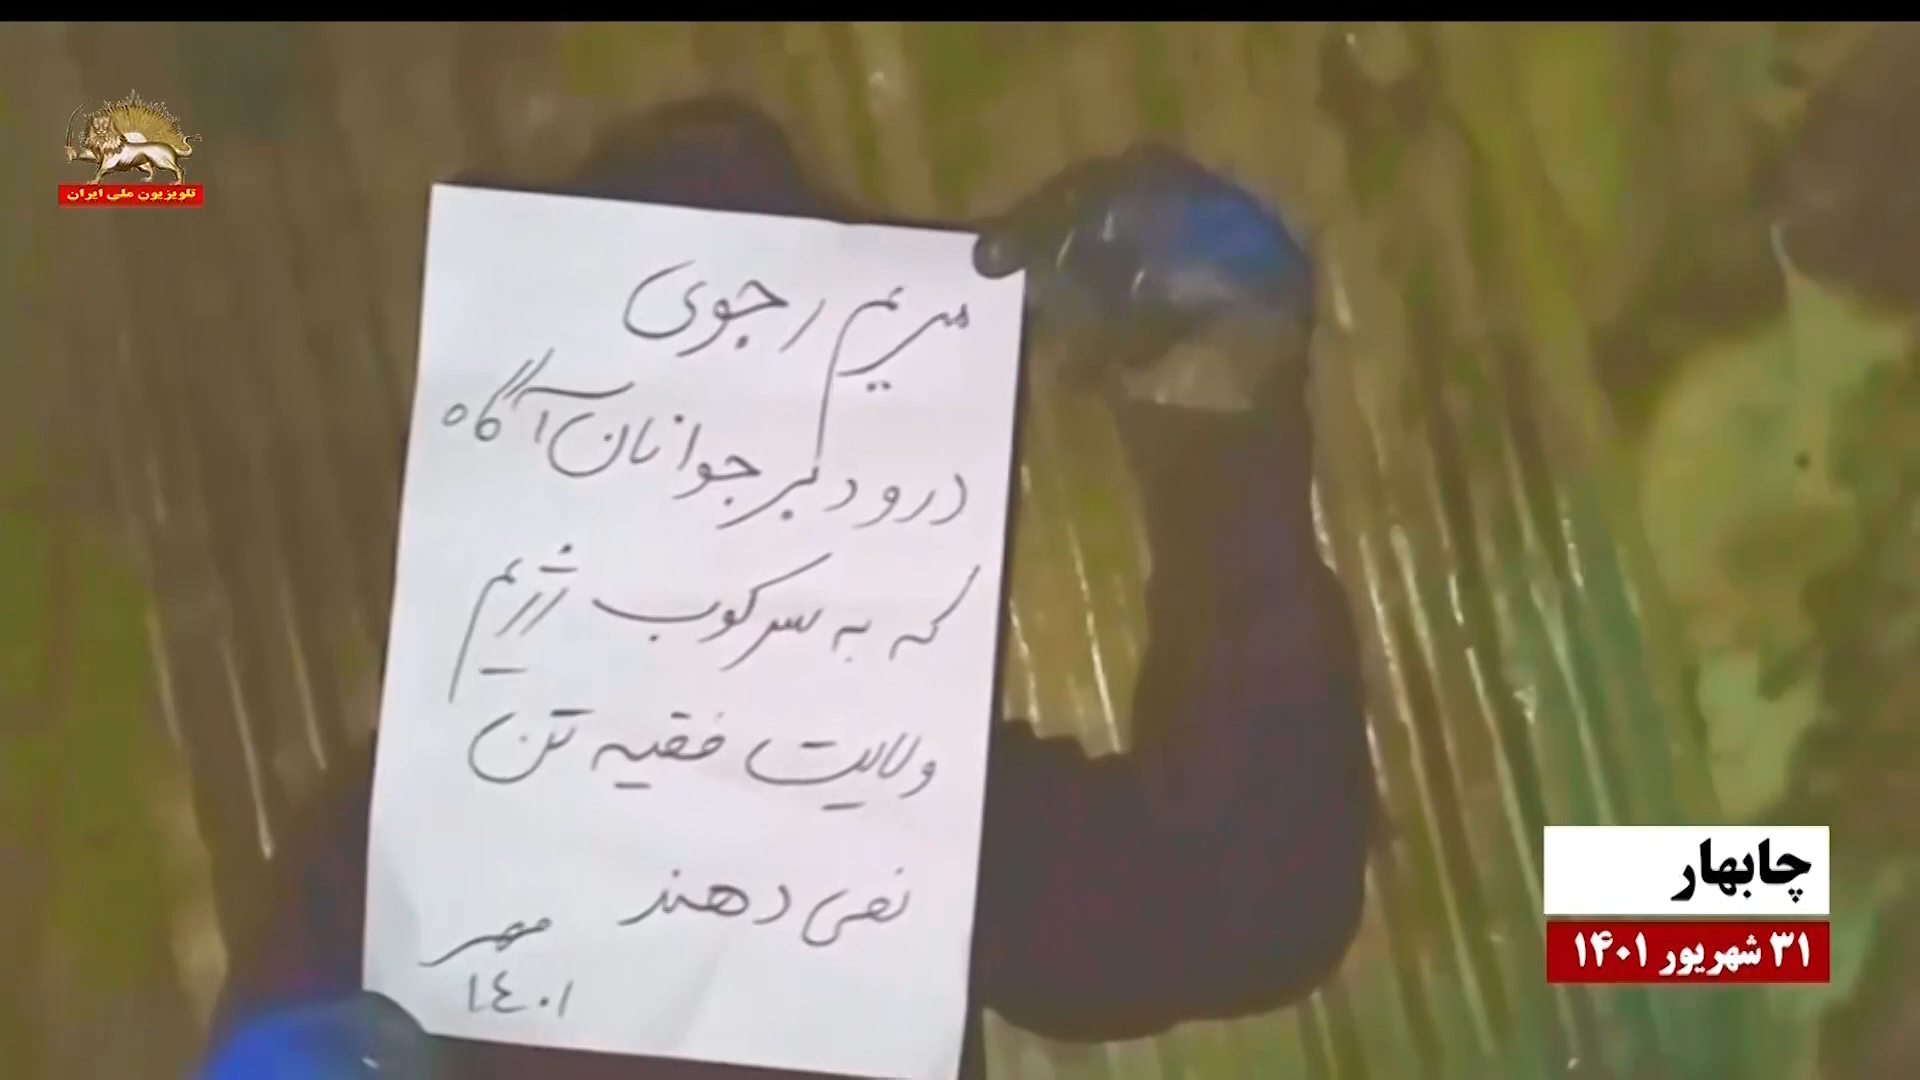 تلویزیون ملی ایران
مریم رجوی
درود بر جوانان آگاه
که به سرکوب رژیم
ولایت فقیه تن
نمی دهند
مهر
۱٤۰۱
چابهار
۳۱ شهریور ۱۴۰۱